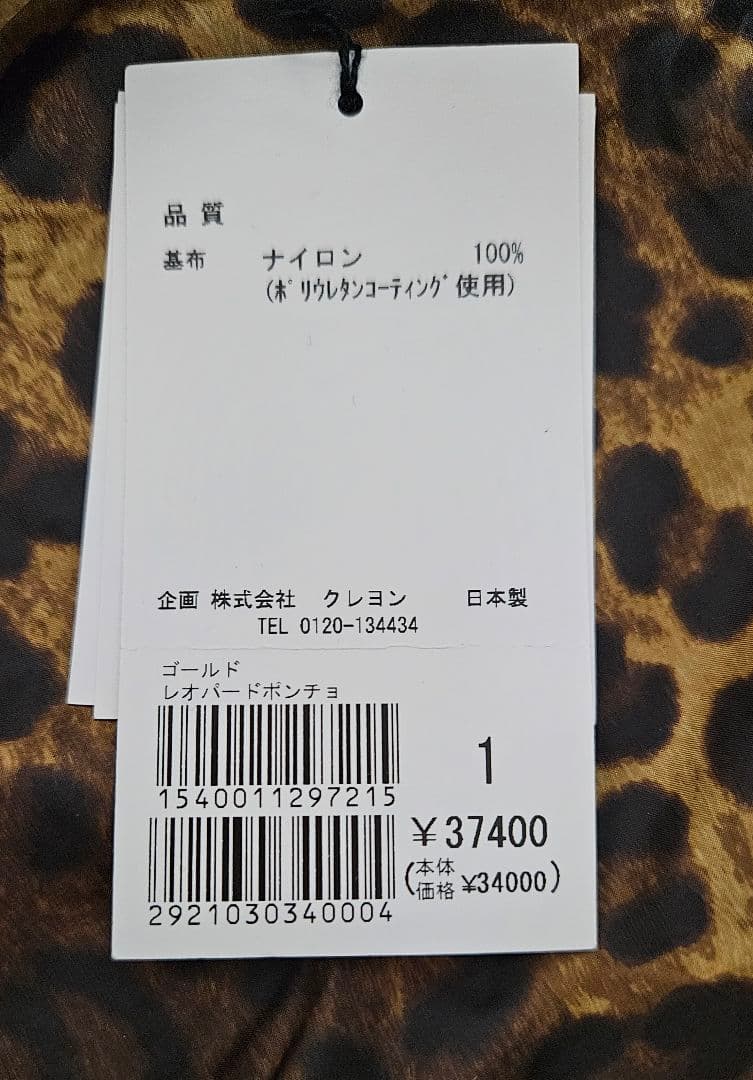 品 質
基布 ナイロン 100%
(ポリウレタンコーティング使用)
企画 株式会社 クレヨン 日本製
TEL 0120-134434
ゴールド
レオパードポンチョ
1540011297215
1
¥37400
(本体価格 ¥34000)
2921030340004